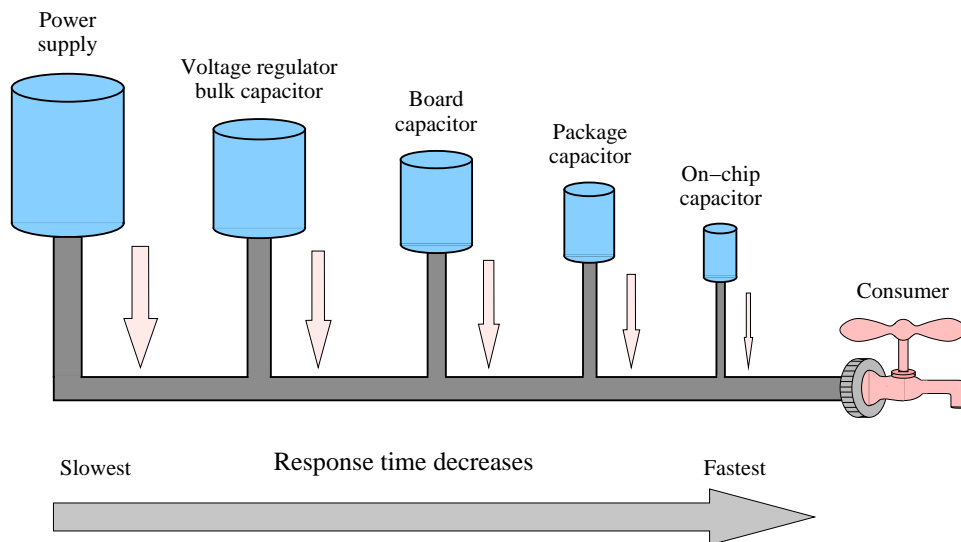 Power
supply
Voltage regulator
bulk capacitor
Board
capacitor
Package
capacitor
On−chip
capacitor
Consumer
Slowest
Response time decreases
Fastest